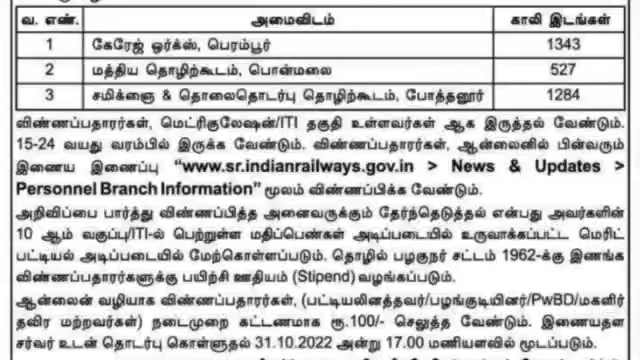 வ. எண். அமைவிடம் காலி இடங்கள்
1 கேரேஜ் ஒர்க்ஸ், பெரம்பூர் 1343
2 மத்திய தொழிற்கூடம், பொன்மலை 527
3 சமிக்ஞை & தொலைதொடர்பு தொழிற்கூடம், போத்தனூர் 1284
விண்ணப்பதாரர்கள், மெட்ரிகுலேஷன்/ITI தகுதி உள்ளவர்கள் ஆக இருத்தல் வேண்டும்.
15-24 வயது வரம்பில் இருக்க வேண்டும். விண்ணப்பதாரர்கள், ஆன்லைனில் பின்வரும்
இணைய இணைப்பு "www.sr.indianrailways.gov.in > News & Updates >
Personnel Branch Information" மூலம் விண்ணப்பிக்க வேண்டும்.
அறிவிப்பை பார்த்து விண்ணப்பித்த அனைவருக்கும் தேர்ந்தெடுத்தல் என்பது அவர்களின்
10 ஆம் வகுப்பு/ITI-ல் பெற்றுள்ள மதிப்பெண்கள் அடிப்படையில் உருவாக்கப்பட்ட மெரிட்
பட்டியல் அடிப்படையில் மேற்கொள்ளப்படும். தொழில் பழகுநர் சட்டம் 1962-க்கு இணங்க
விண்ணப்பதாரர்களுக்கு பயிற்சி ஊதியம் (Stipend) வழங்கப்படும்.
ஆன்லைன் வழியாக விண்ணப்பதாரர்கள், (பட்டியலினத்தவர்/பழங்குடியினர்/PwBD/மகளிர்
தவிர மற்றவர்கள்) நடைமுறை கட்டணமாக ரூ.100/- செலுத்த வேண்டும். இணையதள
சர்வர் உடன் தொடர்பு கொள்ளுதல் 31.10.2022 அன்று 17.00 மணியளவில் மூடப்படும்.